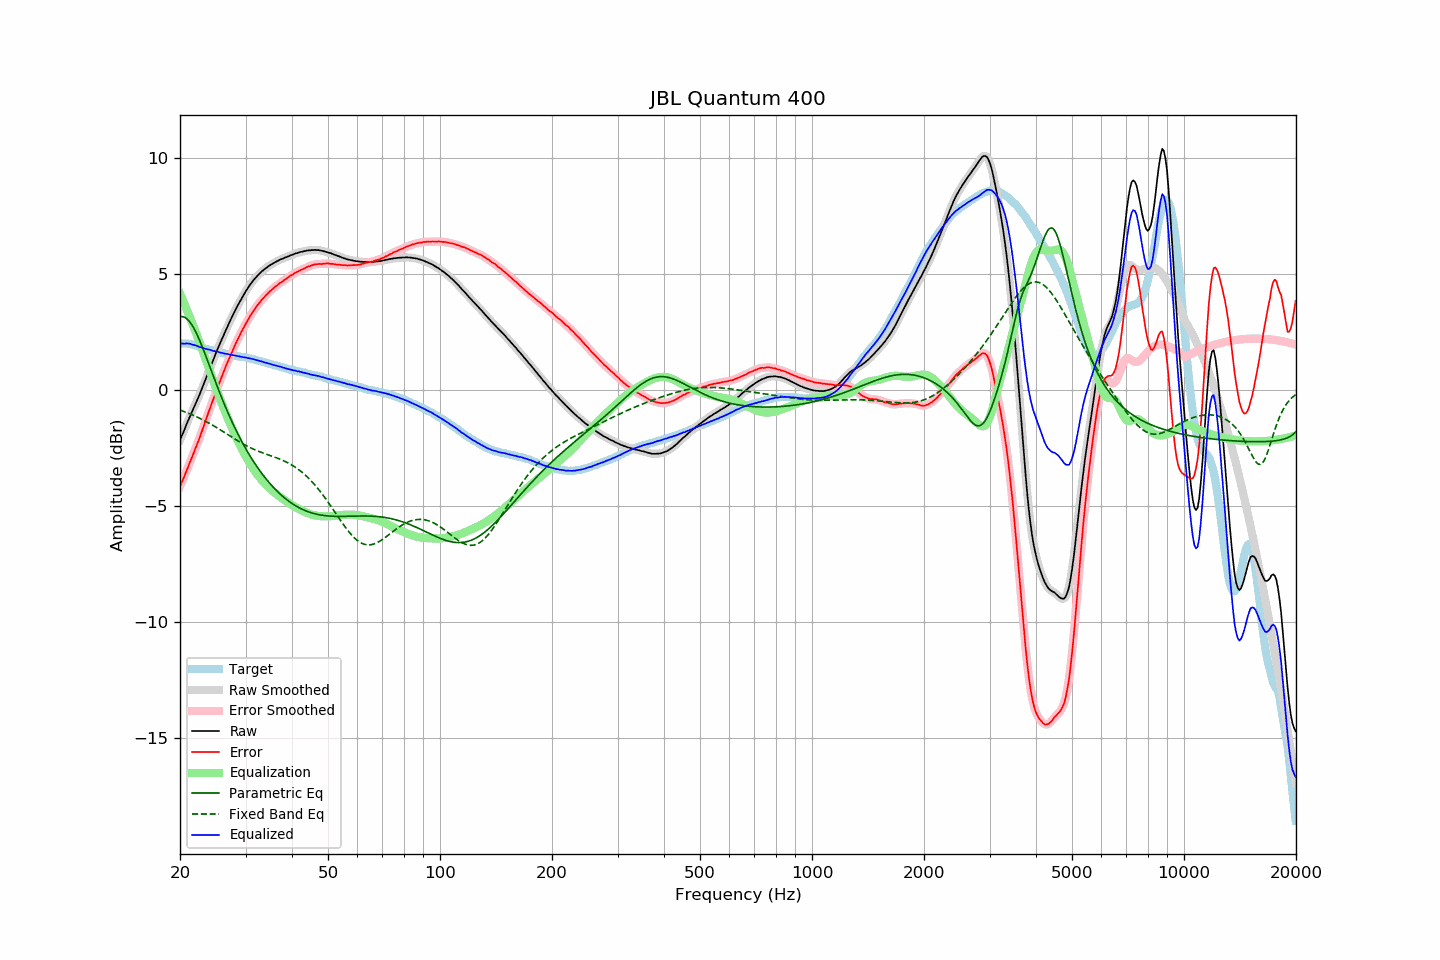 JBL Quantum 400
Amplitude (dBr)
10
5
0
−5
−10
−15
Target
Raw Smoothed
Error Smoothed
Raw
Error
Equalization
Parametric Eq
Fixed Band Eq
Equalized
20 50 100 200 500 1000 2000 5000 10000 20000
Frequency (Hz)